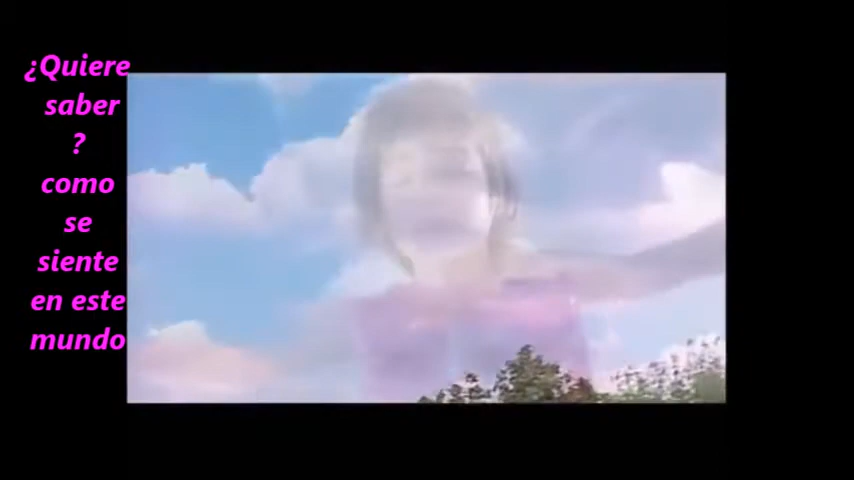 ¿Quiere
saber
?
como
se
siente
en este
mundo